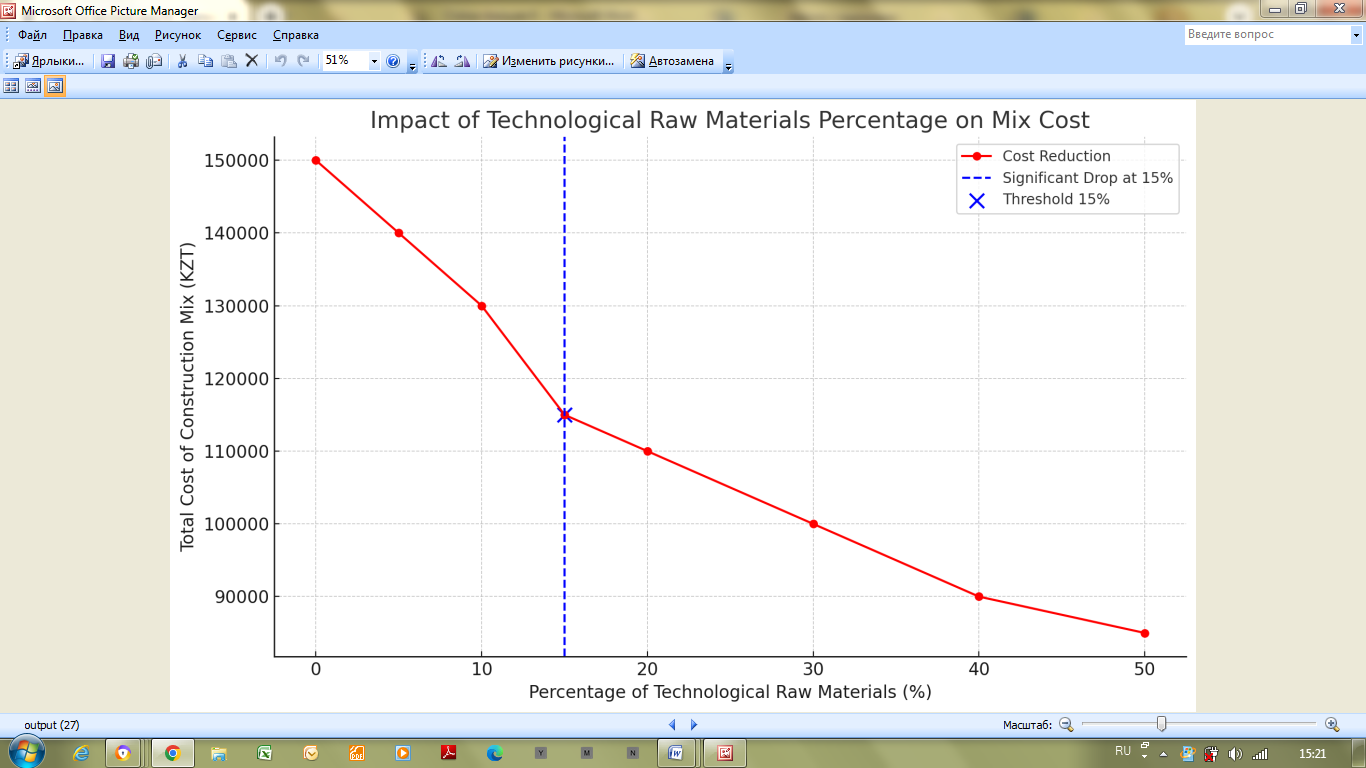 Microsoft Office Picture Manager
Файл Правка Вид Рисунок Сервис Справка
Введите вопрос
Ярлыки... 51% Изменить рисунки... Автозамена
Impact of Technological Raw Materials Percentage on Mix Cost
Cost Reduction
Significant Drop at 15%
Threshold 15%
Total Cost of Construction Mix (KZT)
150000
140000
130000
120000
110000
100000
90000
0 10 20 30 40 50
Percentage of Technological Raw Materials (%)
output (27)
Масштаб:
Y M N
RU
15:21